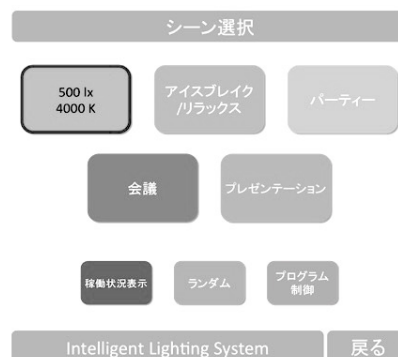 シーン選択
500 lx
4000 K
アイスブレイク
/リラックス
パーティー
会議
プレゼンテーション
稼働状況表示
ランダム
プログラム
制御
Intelligent Lighting System
戻る